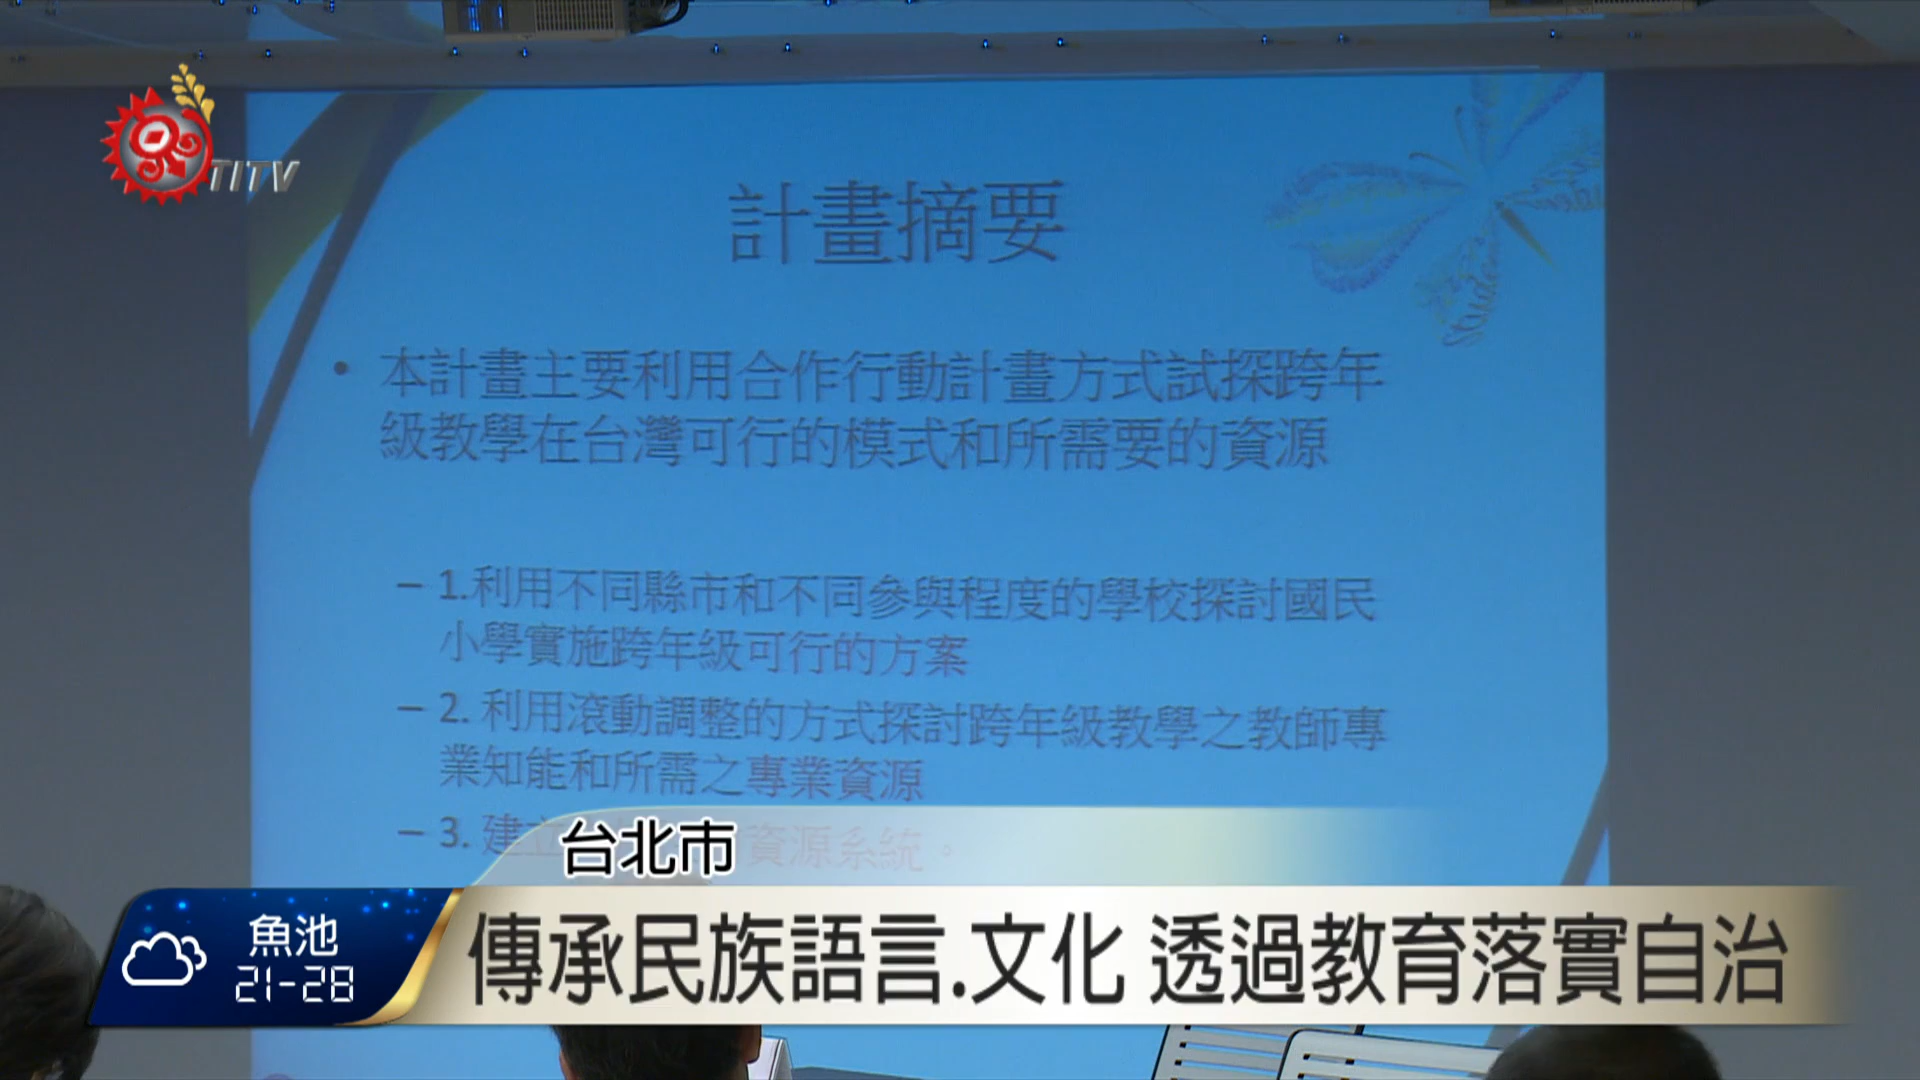 TITV
Student
計畫摘要
• 本計畫主要利用合作行動計畫方式試探跨年
級教學在台灣可行的模式和所需要的資源
– 1.利用不同縣市和不同參與程度的學校探討國民
小學實施跨年級可行的方案
– 2. 利用滾動調整的方式探討跨年級教學之教師專
業知能和所需之專業資源
– 3. 建立 資源系統。
台北市
魚池
21-28
傳承民族語言.文化 透過教育落實自治